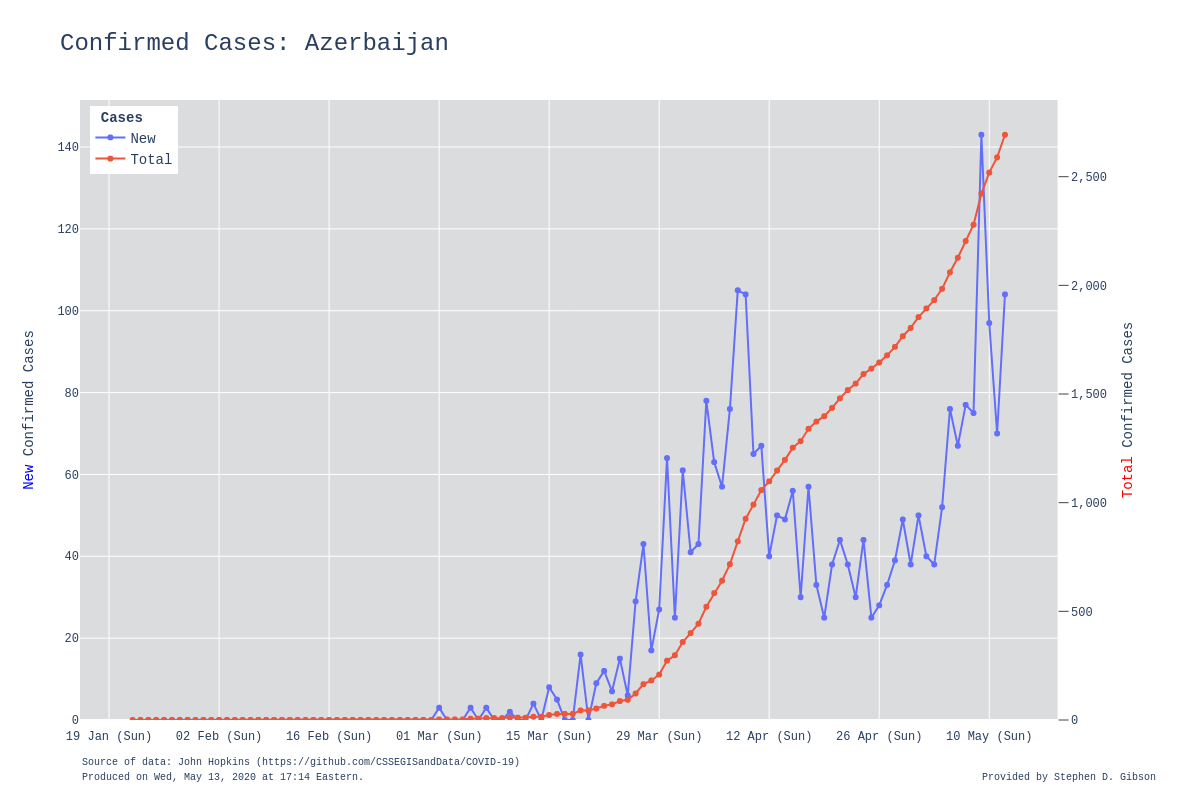 Confirmed Cases: Azerbaijan
Cases
New
Total
140
120
100
80
60
40
20
0
2,500
2,000
1,500
1,000
500
0
New Confirmed Cases
Total Confirmed Cases
19 Jan (Sun) 02 Feb (Sun) 16 Feb (Sun) 01 Mar (Sun) 15 Mar (Sun) 29 Mar (Sun) 12 Apr (Sun) 26 Apr (Sun) 10 May (Sun)
Source of data: John Hopkins (https://github.com/CSSEGISandData/COVID-19)
Produced on Wed, May 13, 2020 at 17:14 Eastern.
Provided by Stephen D. Gibson